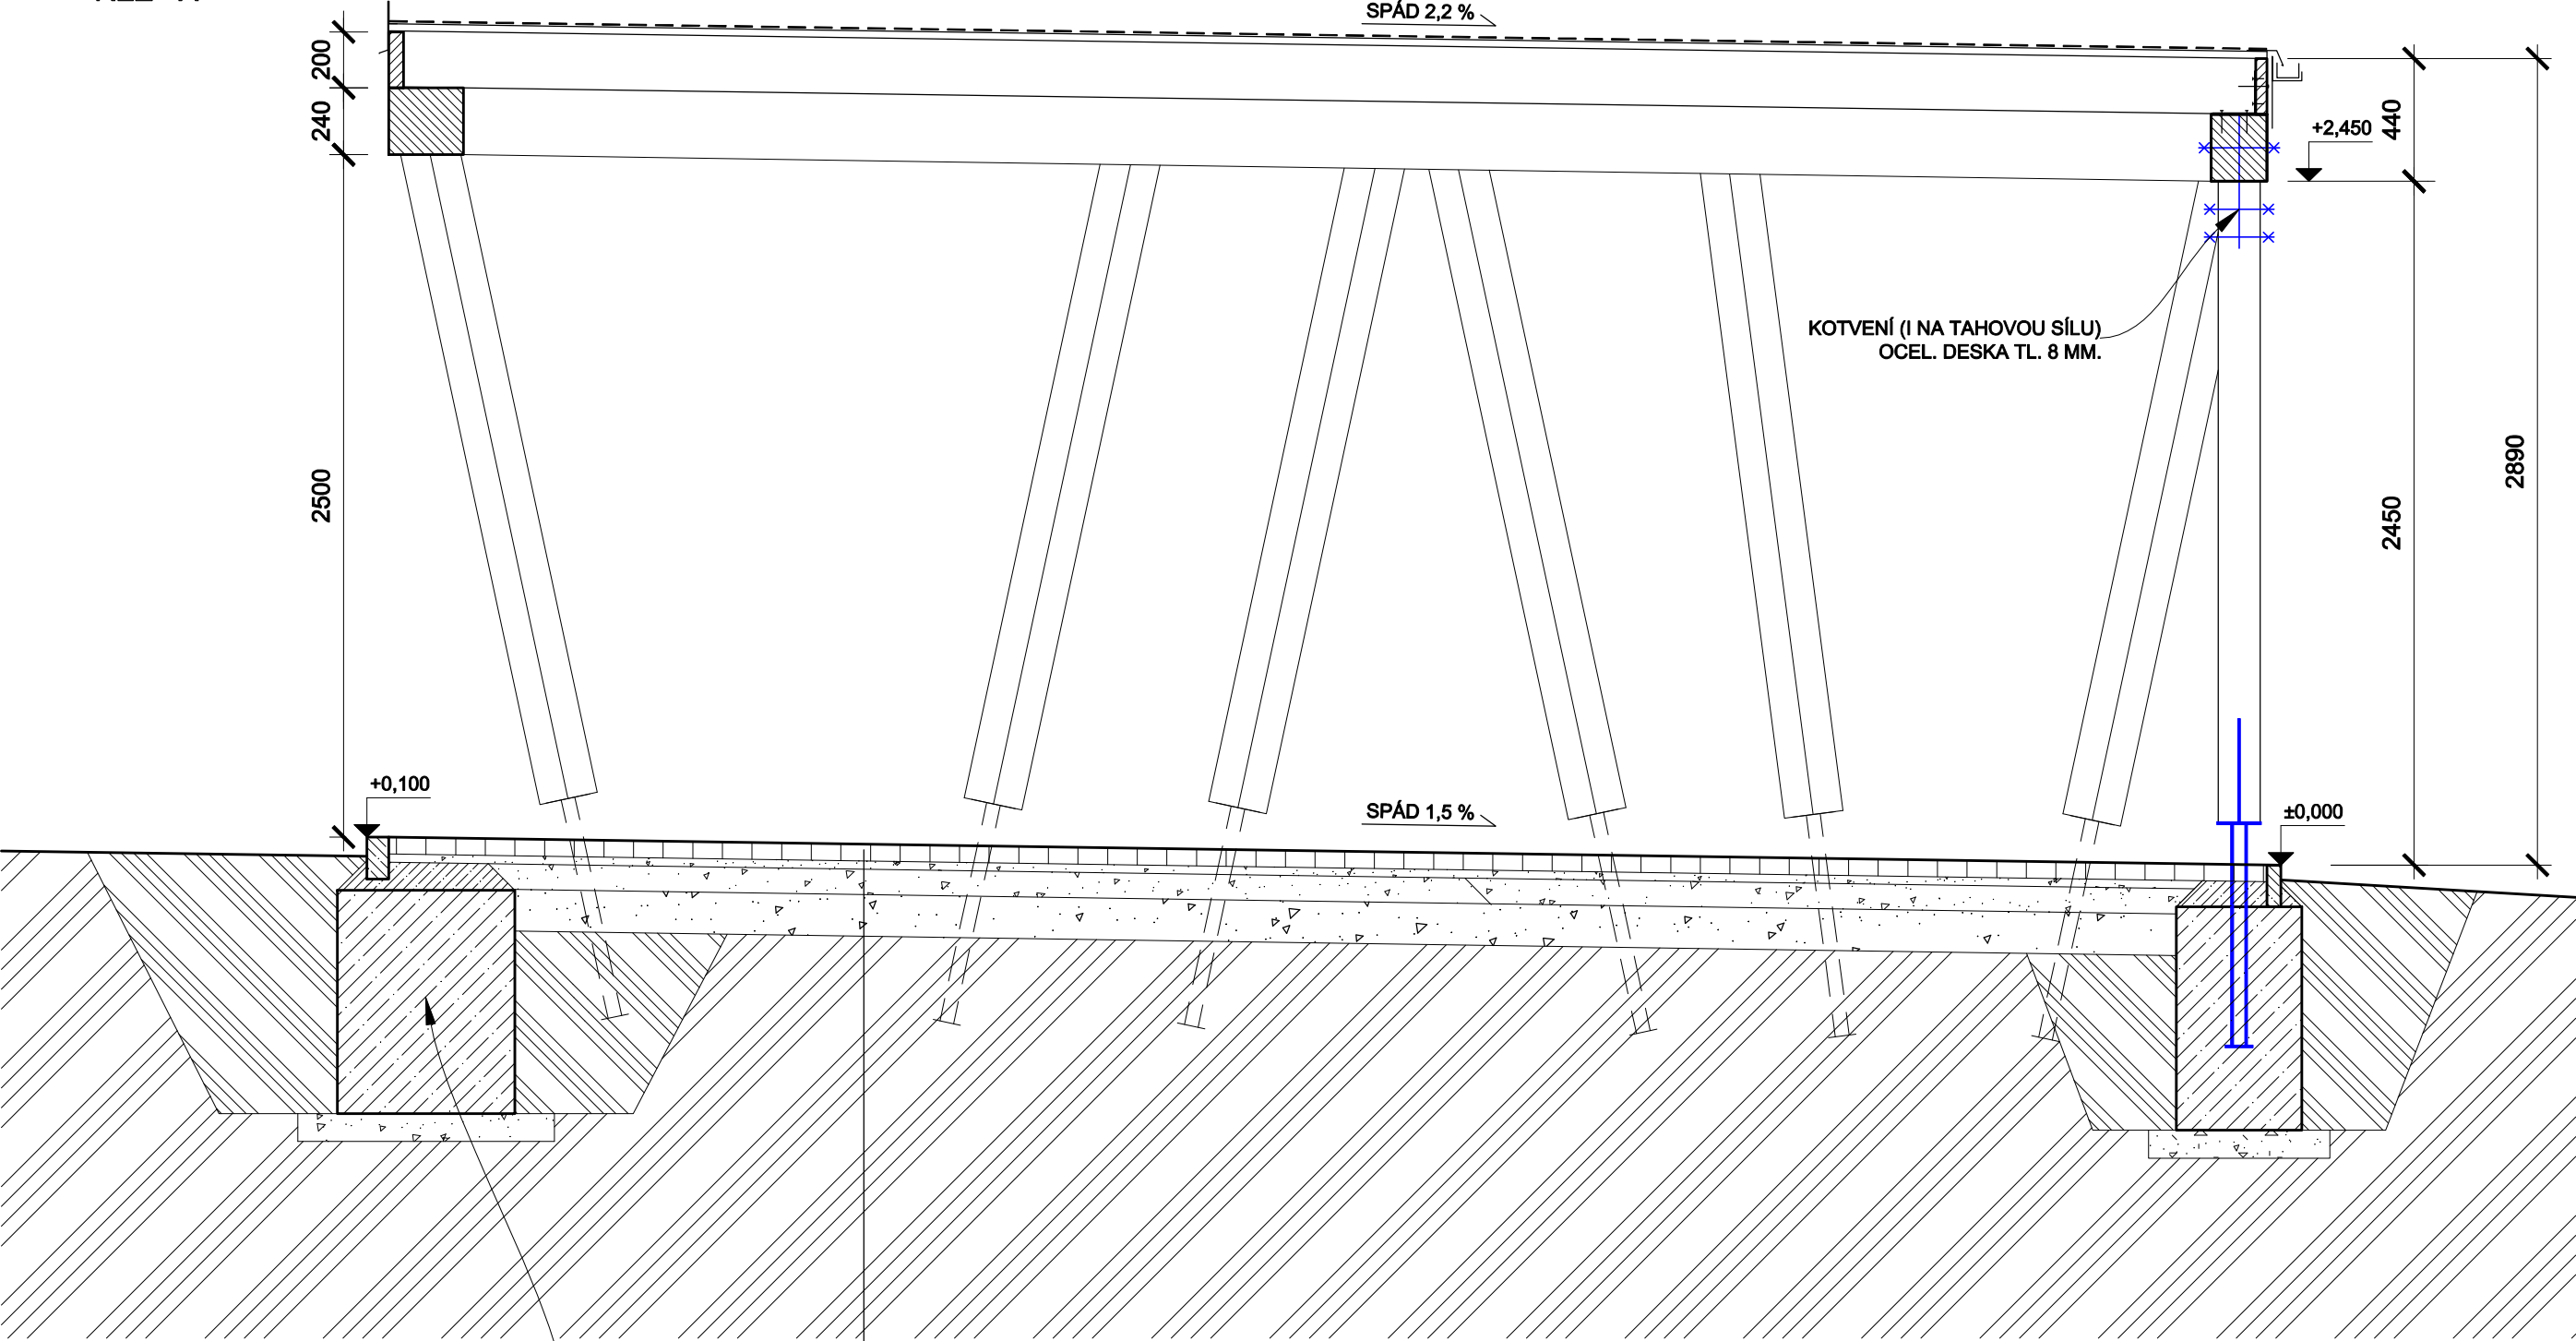 SPÁD 2,2 %
200
240
440
+2,450
KOTVENÍ (I NA TAHOVOU SÍLU)
OCEL. DESKA TL. 8 MM.
2500
2450
2890
+0,100
SPÁD 1,5 %
±0,000